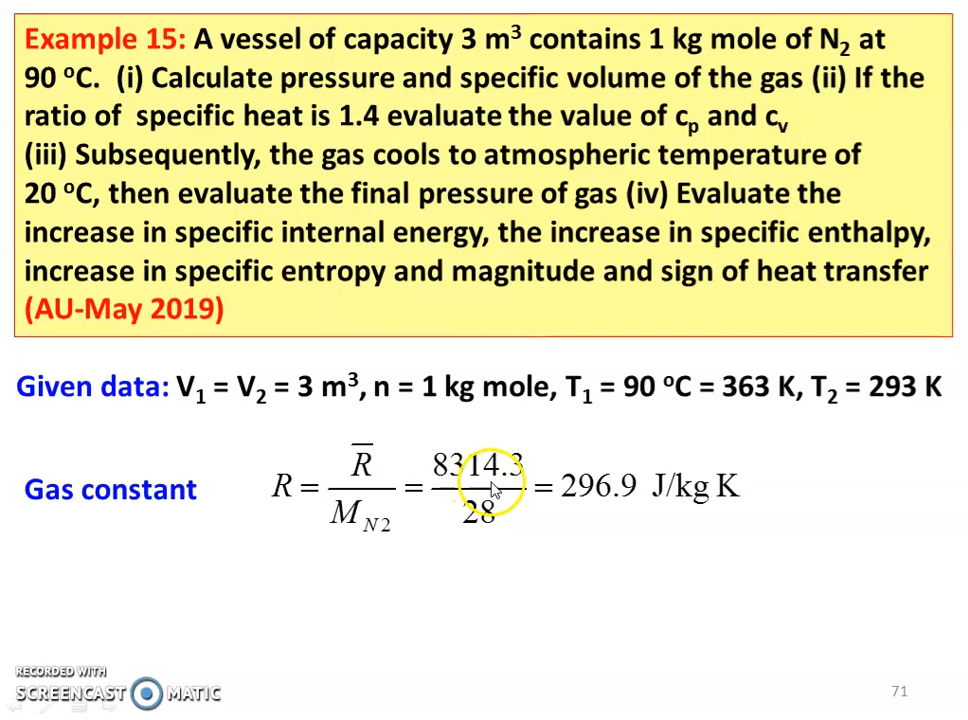 Example 15: A vessel of capacity 3 m³ contains 1 kg mole of N₂ at
90 ⁰C. (i) Calculate pressure and specific volume of the gas (ii) If the
ratio of specific heat is 1.4 evaluate the value of cₚ and cᵥ
(iii) Subsequently, the gas cools to atmospheric temperature of
20 ⁰C, then evaluate the final pressure of gas (iv) Evaluate the
increase in specific internal energy, the increase in specific enthalpy,
increase in specific entropy and magnitude and sign of heat transfer
(AU-May 2019)
Given data: V₁ = V₂ = 3 m³, n = 1 kg mole, T₁ = 90 ⁰C = 363 K, T₂ = 293 K
Gas constant R = R̅ / M_N2 = 8314.3 / 28 = 296.9 J/kg K
RECORDED WITH
SCREENCAST MATIC
71